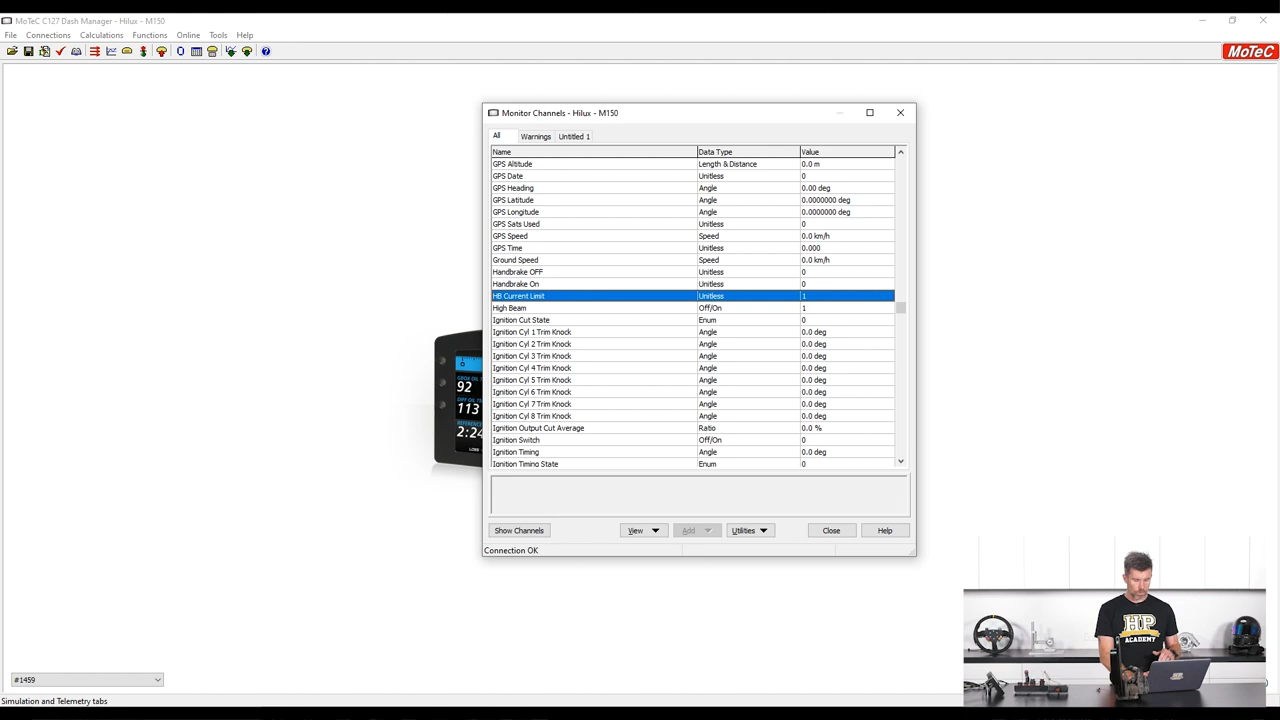 MoTeC C127 Dash Manager - Hilux - M150
File Connections Calculations Functions Online Tools Help
MoTeC
Monitor Channels - Hilux - M150
All Warnings Untitled 1
Name Data Type Value
GPS Altitude Length & Distance 0.0 m
GPS Date Unitless 0
GPS Heading Angle 0.00 deg
GPS Latitude Angle 0.0000000 deg
GPS Longitude Angle 0.0000000 deg
GPS Sats Used Unitless 0
GPS Speed Speed 0.0 km/h
GPS Time Unitless 0.000
Ground Speed Speed 0.0 km/h
Handbrake OFF Unitless 0
Handbrake On Unitless 0
HB Current Limit Unitless 1
High Beam Off/On 1
Ignition Cut State Enum 0
Ignition Cyl 1 Trim Knock Angle 0.0 deg
Ignition Cyl 2 Trim Knock Angle 0.0 deg
Ignition Cyl 3 Trim Knock Angle 0.0 deg
Ignition Cyl 4 Trim Knock Angle 0.0 deg
Ignition Cyl 5 Trim Knock Angle 0.0 deg
Ignition Cyl 6 Trim Knock Angle 0.0 deg
Ignition Cyl 7 Trim Knock Angle 0.0 deg
Ignition Cyl 8 Trim Knock Angle 0.0 deg
Ignition Output Cut Average Ratio 0.0 %
Ignition Switch Off/On 0
Ignition Timing Angle 0.0 deg
Ignition Timing State Enum 0
92
113
2:24
Show Channels View Add Utilities Close Help
Connection OK
HP
ACADEMY
#1459
Simulation and Telemetry tabs